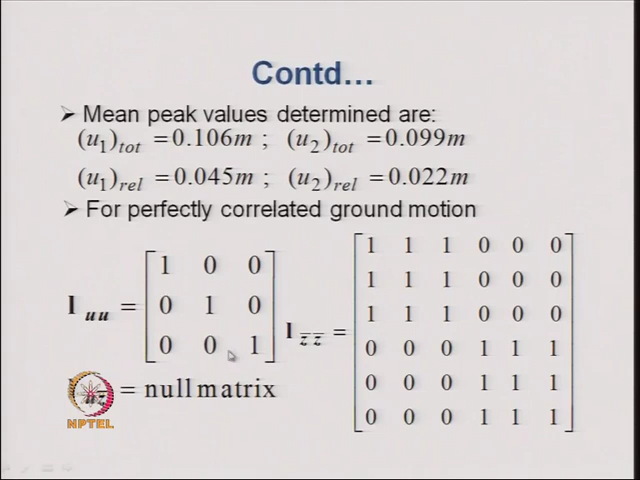 Contd...
➢ Mean peak values determined are:
(u₁)tot = 0.106m ; (u₂)tot = 0.099m
(u₁)rel = 0.045m ; (u₂)rel = 0.022m
➢ For perfectly correlated ground motion
l uu = [1 0 0
0 1 0
0 0 1]
l z̄z̄ = [1 1 1 0 0 0
1 1 1 0 0 0
1 1 1 0 0 0
0 0 0 1 1 1
0 0 0 1 1 1
0 0 0 1 1 1]
= null matrix
NPTEL